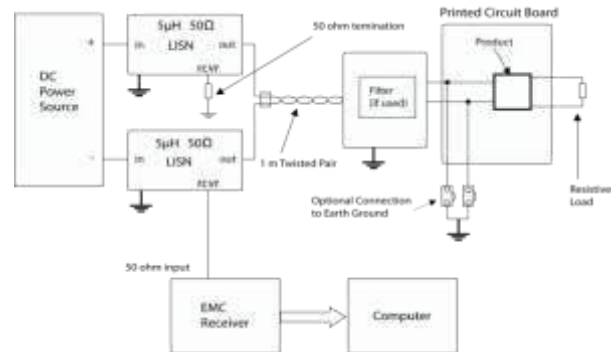 Printed Circuit Board
5µH 50Ω
LISN
in
out
RCVR
50 ohm temination
Product
+
DC
Power
Source
Filter
(if used)
5µH 50Ω
LISN
-
in
out
RCVR
1 m Twisted Pair
Optional Connection
to Earth Ground
Resistive
Load
50 ohm input
EMC
Receiver
Computer